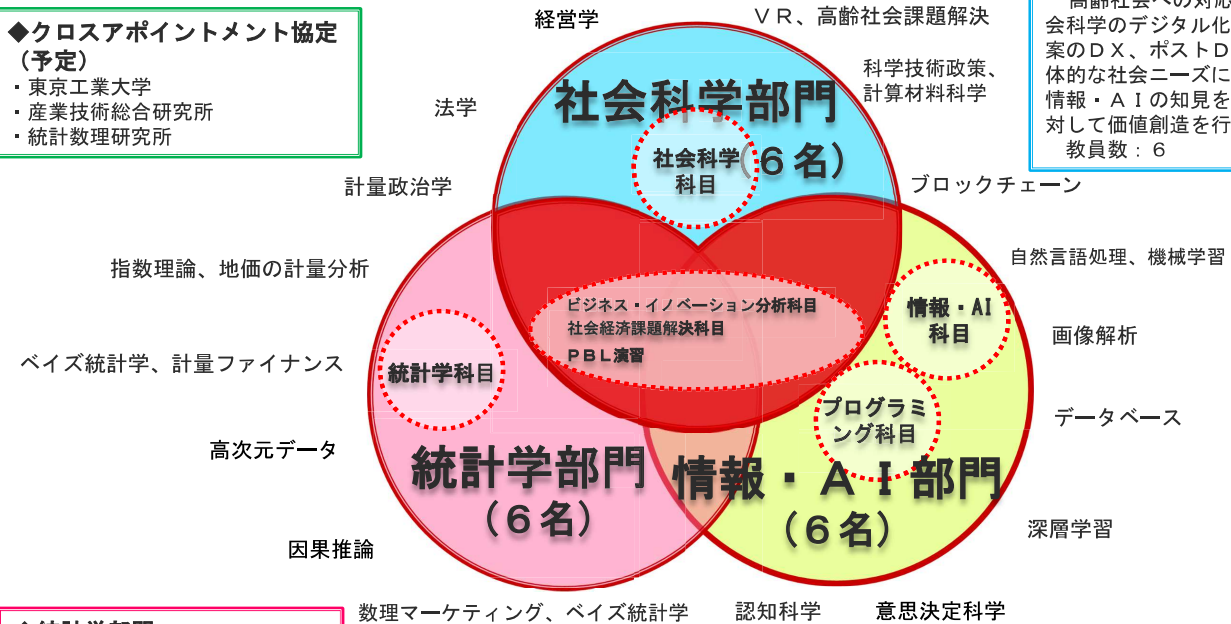 ◆クロスアポイントメント協定
（予定）
・東京工業大学
・産業技術総合研究所
・統計数理研究所
経営学
ＶＲ、高齢社会課題解決
科学技術政策、
計算材料科学
高齢社会への対応
会科学のデジタル化
案のＤＸ、ポストＤ
体的な社会ニーズに
情報・ＡＩの知見を
対して価値創造を行
教員数：６
法学
社会科学部門
（６名）
社会科学
科目
計量政治学
ブロックチェーン
指数理論、地価の計量分析
自然言語処理、機械学習
ビジネス・イノベーション分析科目
社会経済課題解決科目
ＰＢＬ演習
情報・AI
科目
画像解析
ベイズ統計学、計量ファイナンス
統計学科目
プログラミ
ング科目
データベース
高次元データ
統計学部門
（６名）
情報・ＡＩ部門
（６名）
深層学習
因果推論
数理マーケティング、ベイズ統計学
認知科学
意思決定科学
◆統計学部門